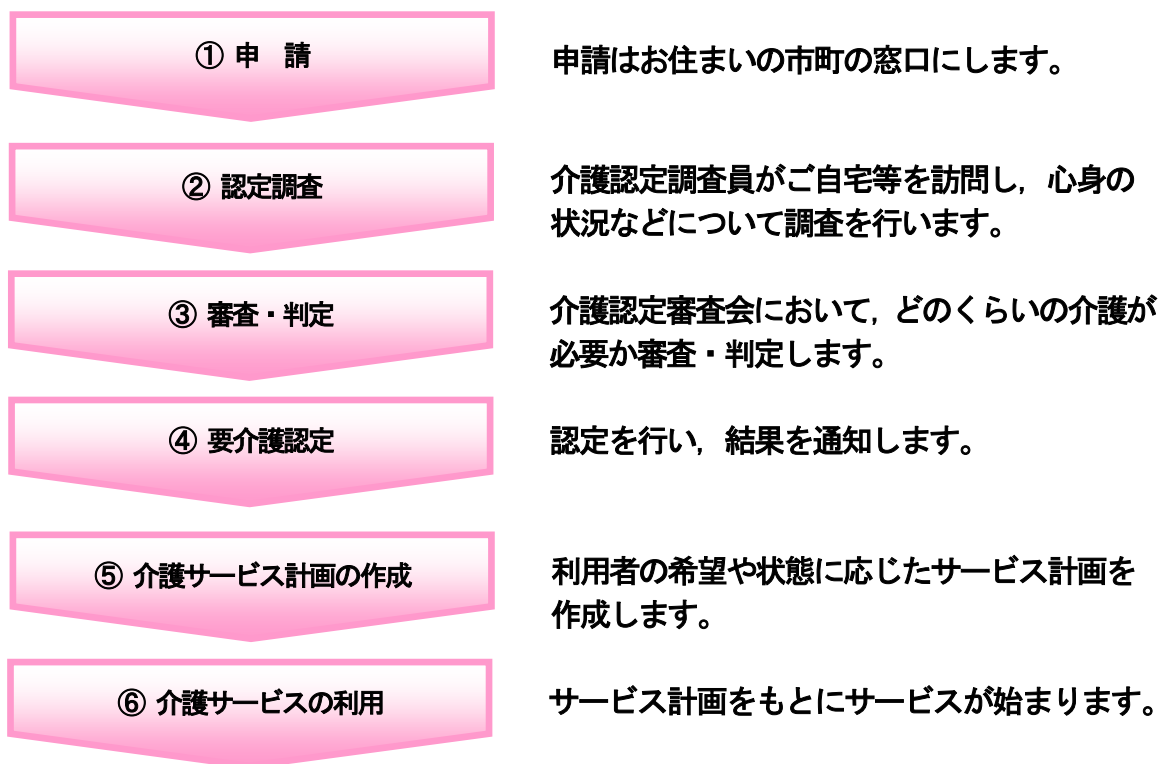 ① 申　請
申請はお住まいの市町の窓口にします。
② 認定調査
介護認定調査員がご自宅等を訪問し，心身の
状況などについて調査を行います。
③ 審査・判定
介護認定審査会において，どのくらいの介護が
必要か審査・判定します。
④ 要介護認定
認定を行い，結果を通知します。
⑤ 介護サービス計画の作成
利用者の希望や状態に応じたサービス計画を
作成します。
⑥ 介護サービスの利用
サービス計画をもとにサービスが始まります。